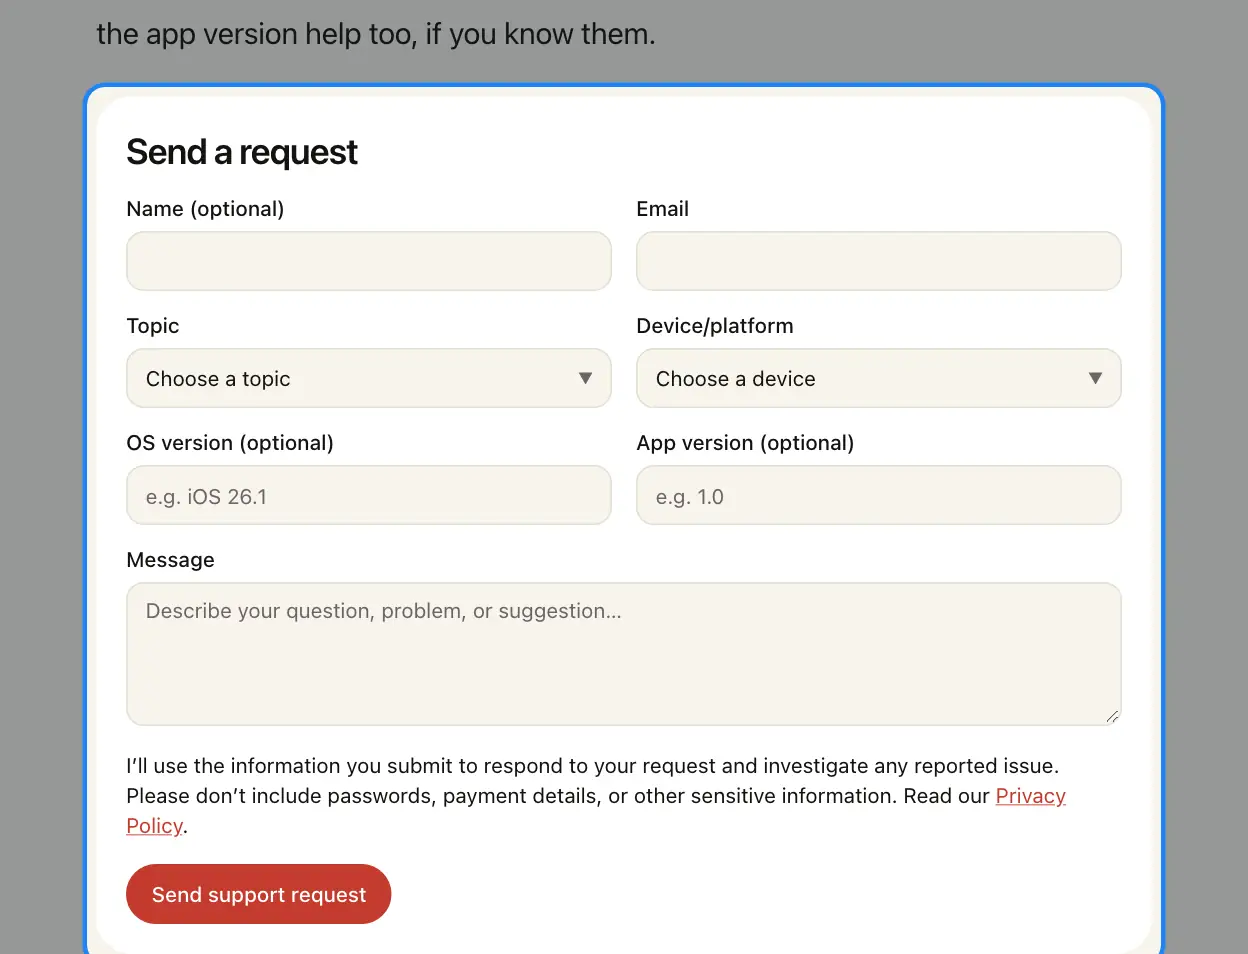 the app version help too, if you know them.
Send a request
Name (optional)
Email
Topic
Device/platform
Choose a topic
Choose a device
OS version (optional)
App version (optional)
e.g. iOS 26.1
e.g. 1.0
Message
Describe your question, problem, or suggestion...
I’ll use the information you submit to respond to your request and investigate any reported issue.
Please don’t include passwords, payment details, or other sensitive information. Read our Privacy
Policy.
Send support request